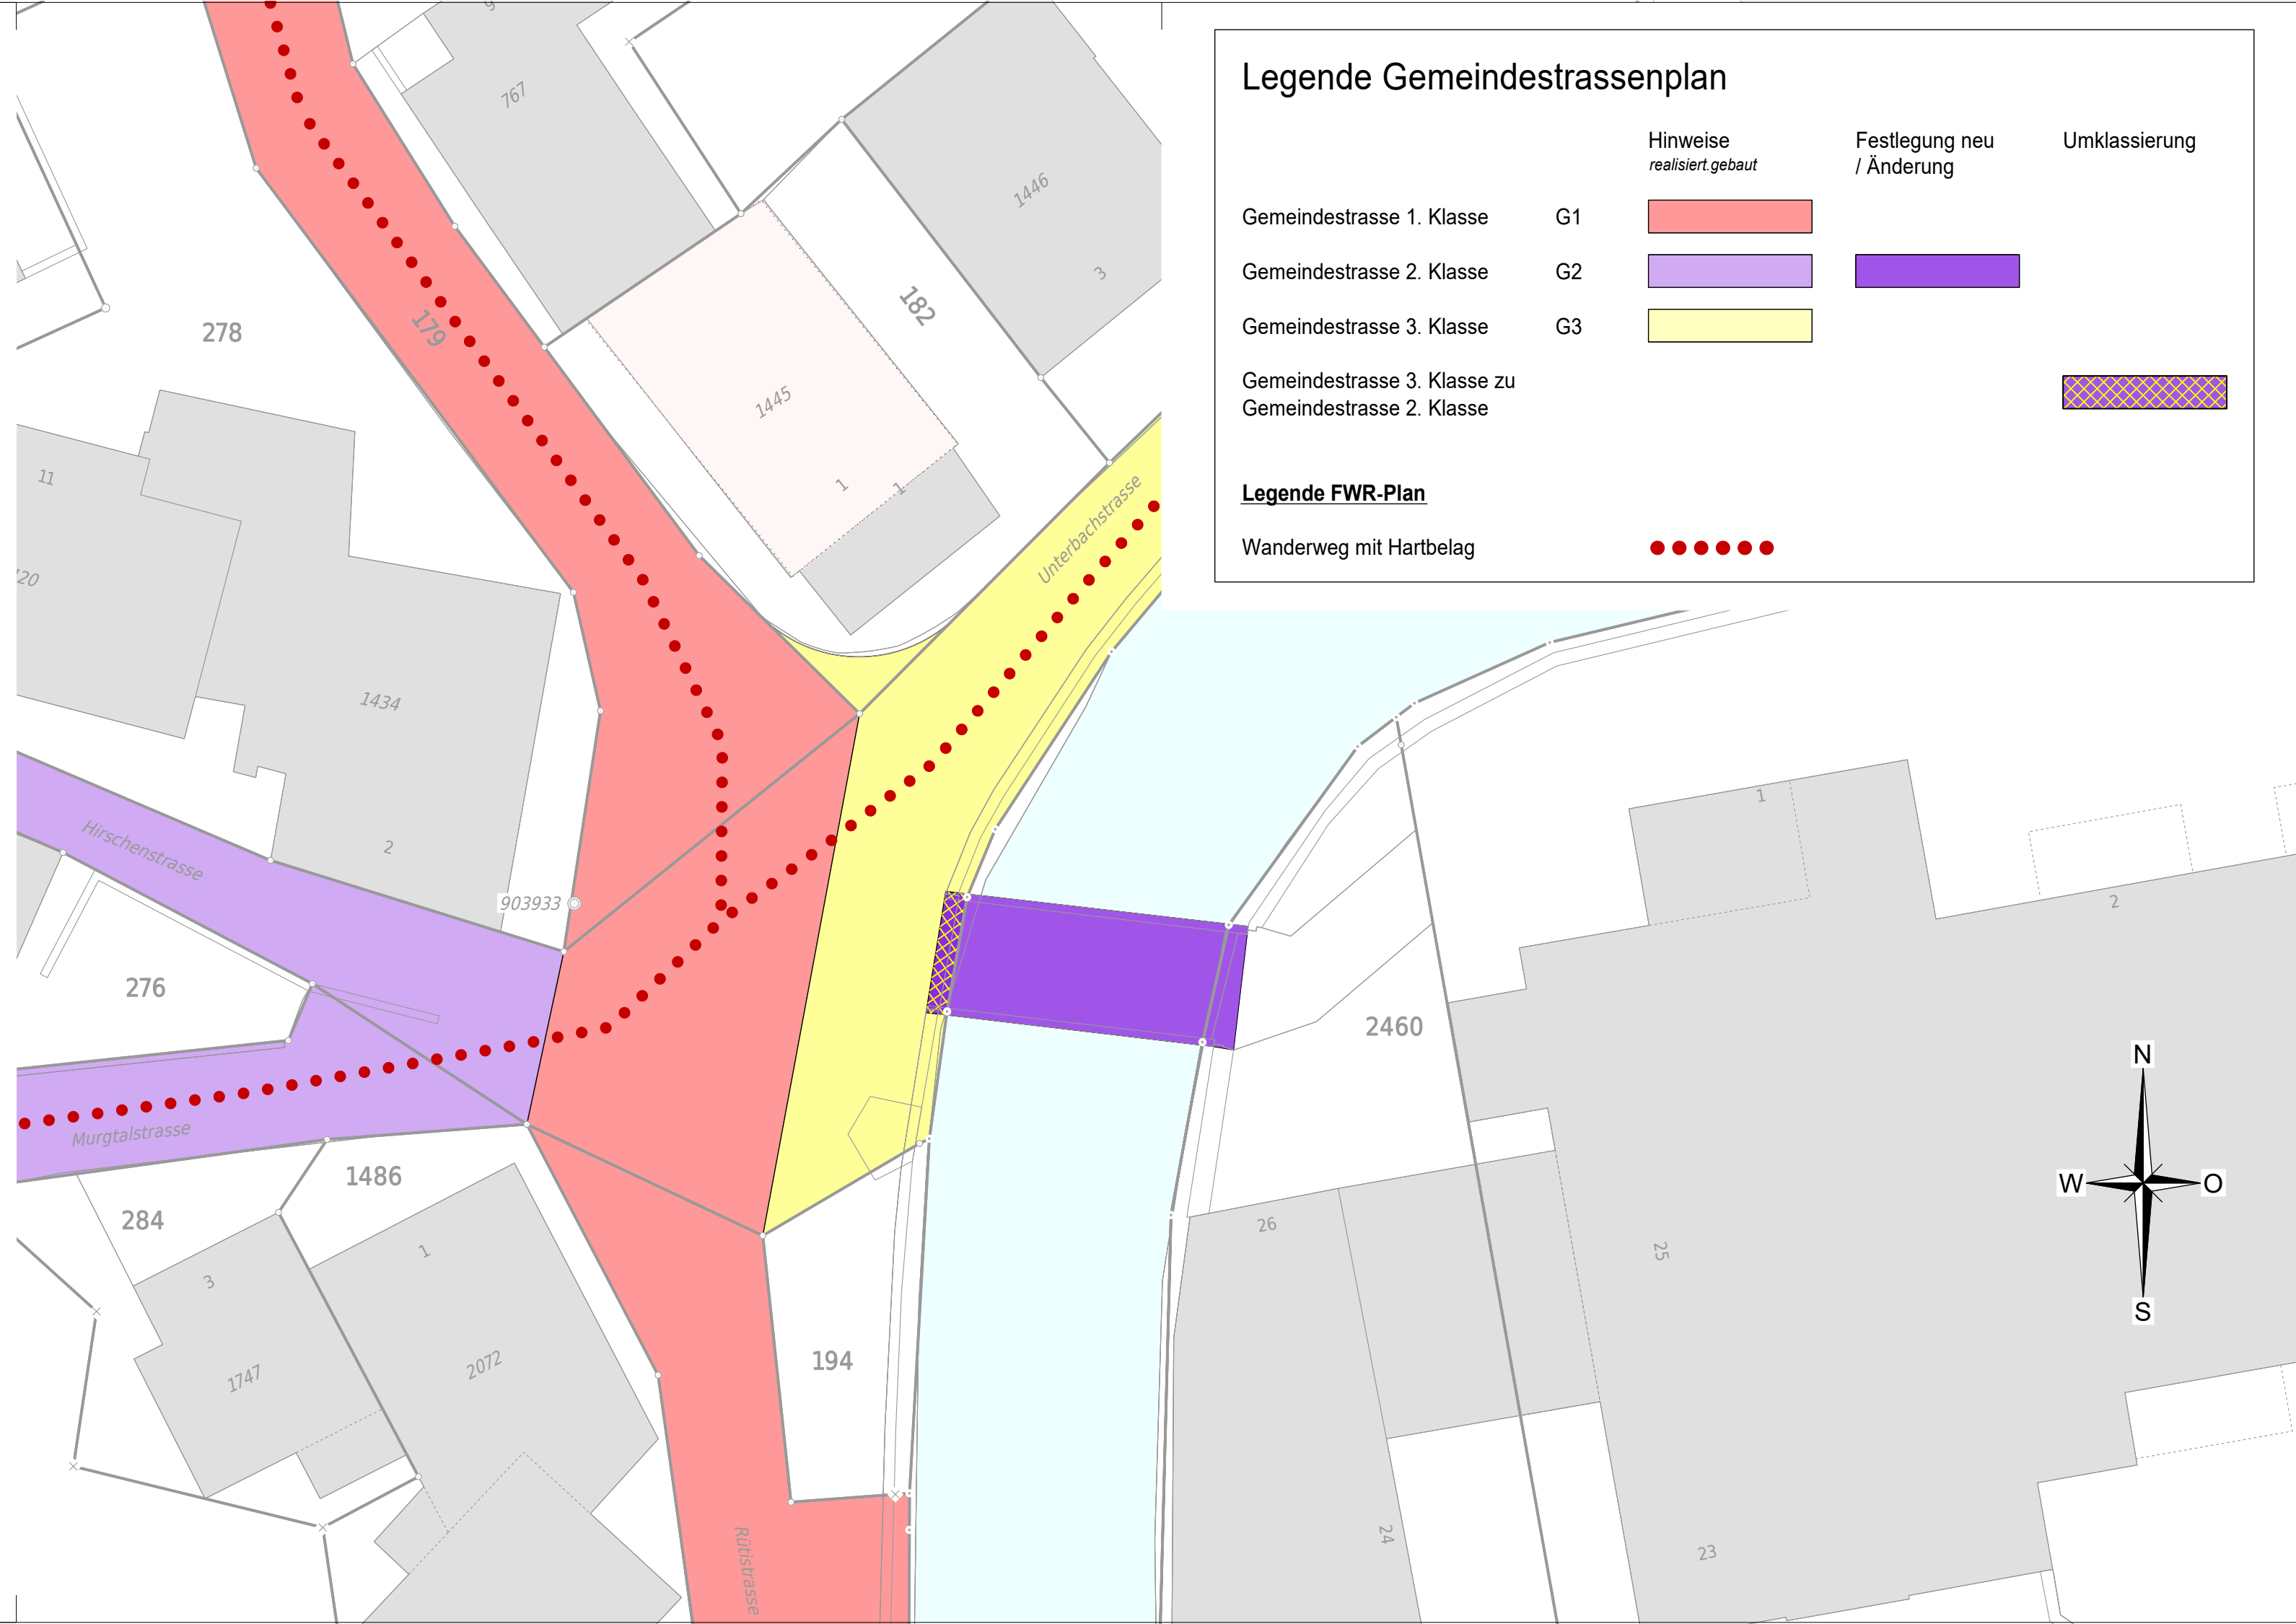 Legende Gemeindestrassenplan
Hinweise
realisiert.gebaut
Festlegung neu
/ Änderung
Umklassierung
Gemeindestrasse 1. Klasse G1
Gemeindestrasse 2. Klasse G2
Gemeindestrasse 3. Klasse G3
Gemeindestrasse 3. Klasse zu
Gemeindestrasse 2. Klasse
Legende FWR-Plan
Wanderweg mit Hartbelag
767
1446
3
182
278
179
1445
1
1
11
Unterbachstrasse
1434
2
Hirschenstrasse
903933
276
Murgtalstrasse
1486
284
3
1
1747
2072
194
Rütistrasse
2460
1
2
26
25
24
23
N
W
O
S